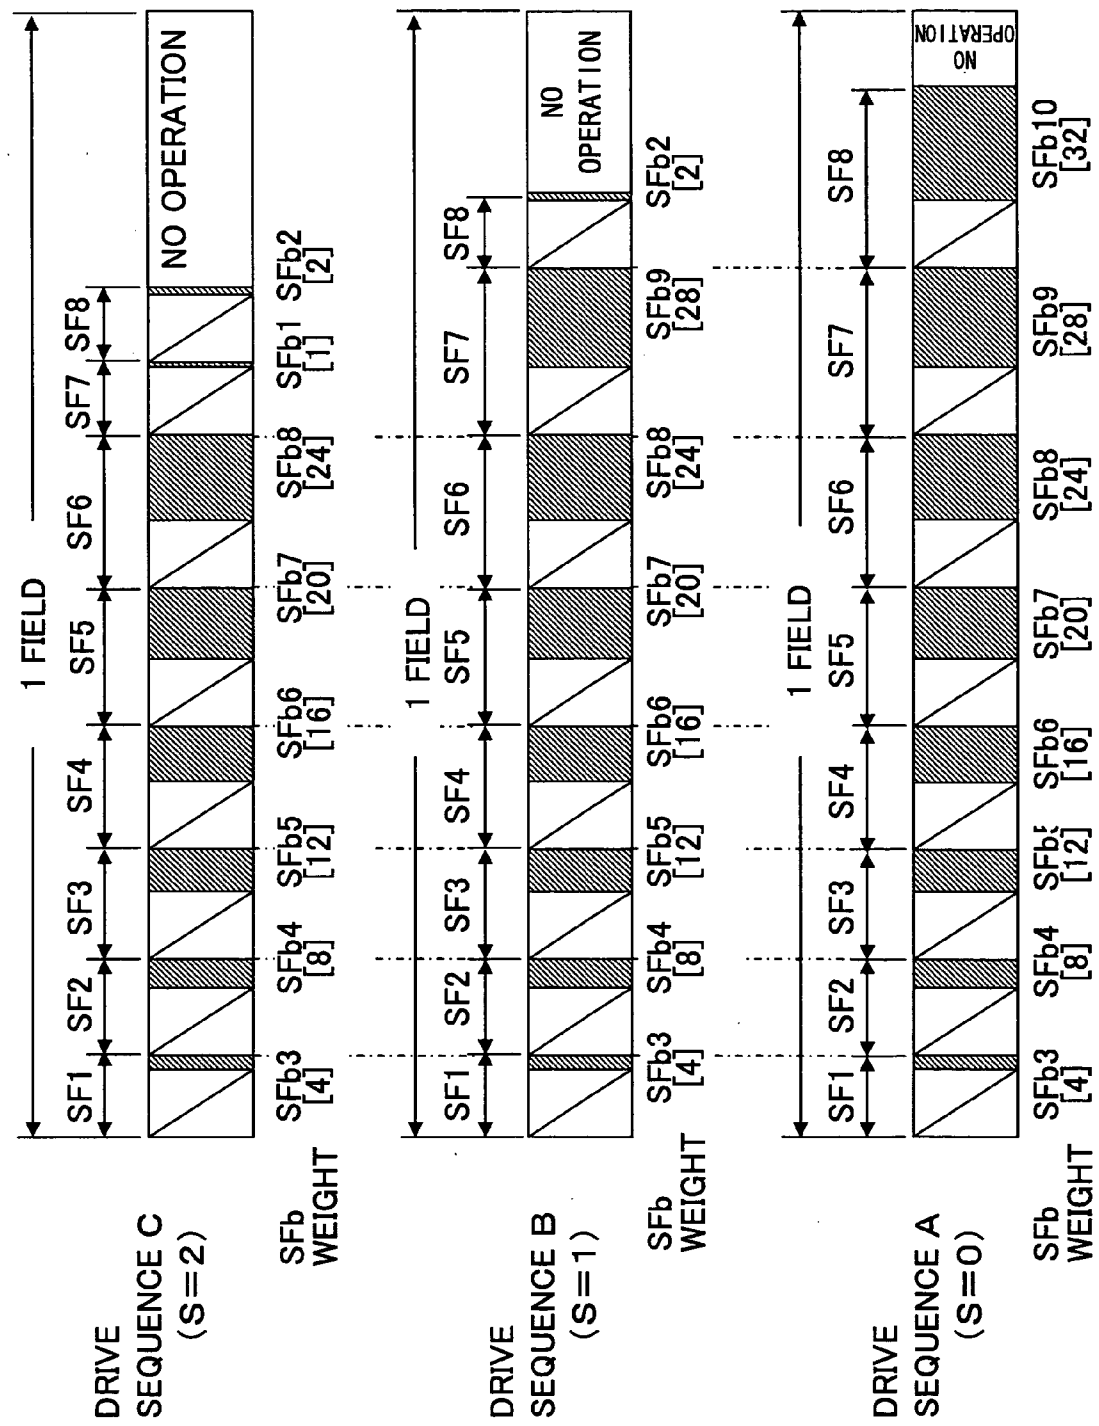 1 FIELD
SF1 SF2 SF3 SF4 SF5 SF6 SF7 SF8
DRIVE
SEQUENCE C
(S=2)
NO OPERATION
SFb
WEIGHT
SFb3 SFb4 SFb5 SFb6 SFb7 SFb8 SFb1 SFb2
[4] [8] [12] [16] [20] [24] [1] [2]
1 FIELD
SF1 SF2 SF3 SF4 SF5 SF6 SF7 SF8
DRIVE
SEQUENCE B
(S=1)
NO
OPERATION
SFb
WEIGHT
SFb3 SFb4 SFb5 SFb6 SFb7 SFb8 SFb9 SFb2
[4] [8] [12] [16] [20] [24] [28] [2]
1 FIELD
SF1 SF2 SF3 SF4 SF5 SF6 SF7 SF8
DRIVE
SEQUENCE A
(S=0)
NO
OPERATION
SFb
WEIGHT
SFb3 SFb4 SFb5 SFb6 SFb7 SFb8 SFb9 SFb10
[4] [8] [12] [16] [20] [24] [28] [32]